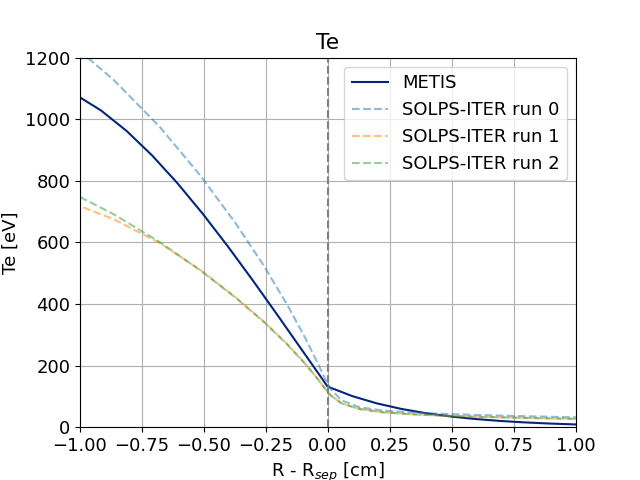 Te
METIS
SOLPS-ITER run 0
SOLPS-ITER run 1
SOLPS-ITER run 2
Te [eV]
1200
1000
800
600
400
200
0
−1.00 −0.75 −0.50 −0.25 0.00 0.25 0.50 0.75 1.00
R - R_sep [cm]